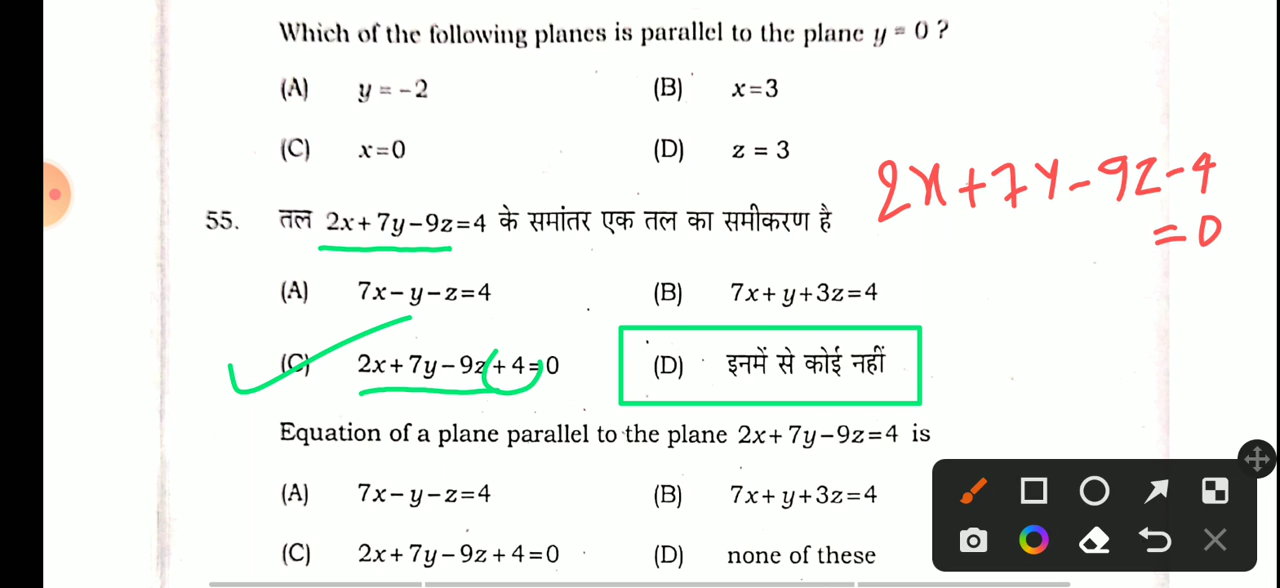 Which of the following planes is parallel to the plane y = 0 ?
(A) y = -2 (B) x=3
(C) x=0 (D) z = 3
2x+7y-9z-4
=0
55. तल 2x+7y-9z=4 के समांतर एक तल का समीकरण है
(A) 7x-y-z=4 (B) 7x+y+3z=4
(C) 2x+7y-9z+4=0 (D) इनमें से कोई नहीं
Equation of a plane parallel to the plane 2x+7y-9z=4 is
(A) 7x-y-z=4 (B) 7x+y+3z=4
(C) 2x+7y-9z+4=0 (D) none of these